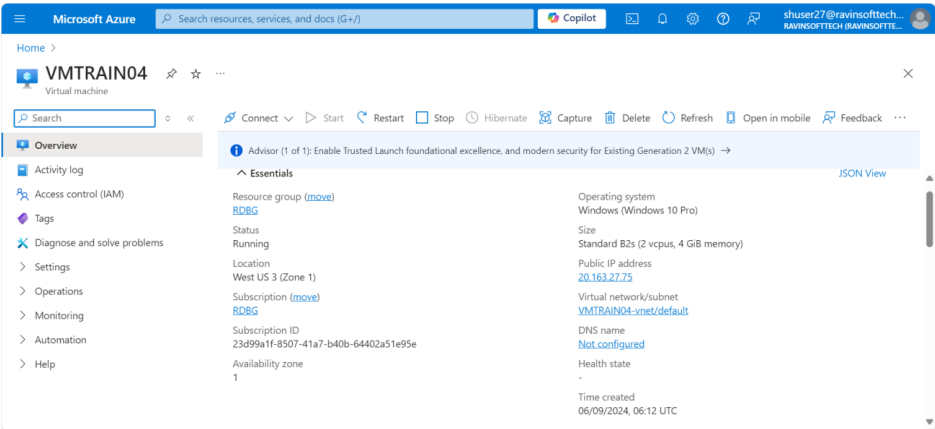 Microsoft Azure
Search resources, services, and docs (G+/)
Copilot
shuser27@ravinsofttech...
RAVINSOFTTECH (RAVINSOFTTE...
Home >
VMTRAIN04
Virtual machine
Search
Connect
Start
Restart
Stop
Hibernate
Capture
Delete
Refresh
Open in mobile
Feedback
Overview
Activity log
Access control (IAM)
Tags
Diagnose and solve problems
Settings
Operations
Monitoring
Automation
Help
Advisor (1 of 1): Enable Trusted Launch foundational excellence, and modern security for Existing Generation 2 VM(s) →
Essentials
JSON View
Resource group (move)
RDBG
Status
Running
Location
West US 3 (Zone 1)
Subscription (move)
RDBG
Subscription ID
23d99a1f-8507-41a7-b40b-64402a51e95e
Availability zone
1
Operating system
Windows (Windows 10 Pro)
Size
Standard B2s (2 vcpus, 4 GiB memory)
Public IP address
20.163.27.75
Virtual network/subnet
VMTRAIN04-vnet/default
DNS name
Not configured
Health state
-
Time created
06/09/2024, 06:12 UTC